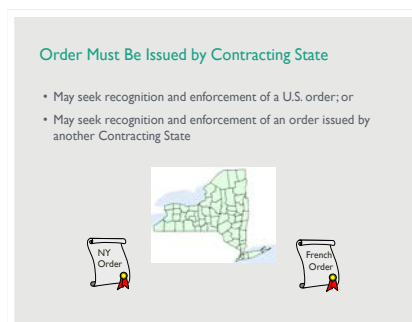 Order Must Be Issued by Contracting State
• May seek recognition and enforcement of a U.S. order; or
• May seek recognition and enforcement of an order issued by
another Contracting State
NY
Order
French
Order